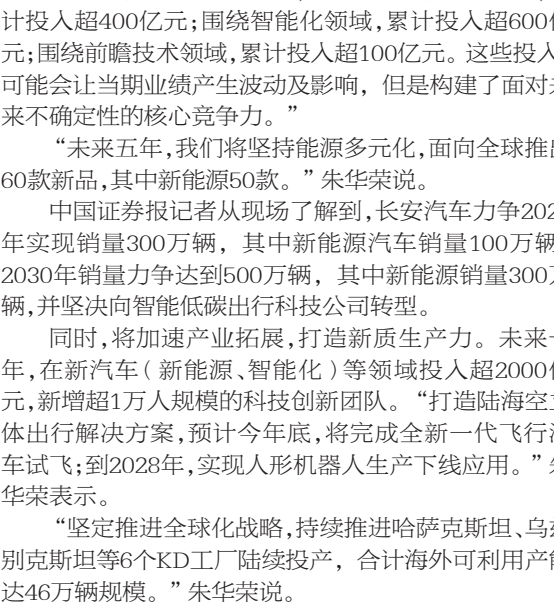 计投入超400亿元;围绕智能化领域,累计投入超600
元;围绕前瞻技术领域,累计投入超100亿元。这些投入
可能会让当期业绩产生波动及影响，但是构建了面对
来不确定性的核心竞争力。”
“未来五年,我们将坚持能源多元化,面向全球推
60款新品,其中新能源50款。”朱华荣说。
中国证券报记者从现场了解到,长安汽车力争202
年实现销量300万辆，其中新能源汽车销量100万辆
2030年销量力争达到500万辆，其中新能源销量300
辆,并坚决向智能低碳出行科技公司转型。
同时,将加速产业拓展,打造新质生产力。未来
年,在新汽车(新能源、智能化)等领域投入超2000
元,新增超1万人规模的科技创新团队。“打造陆海空
体出行解决方案,预计今年底,将完成全新一代飞行
车试飞;到2028年,实现人形机器人生产下线应用。”
华荣表示。
“坚定推进全球化战略,持续推进哈萨克斯坦、乌
别克斯坦等6个KD工厂陆续投产，合计海外可利用产
达46万辆规模。”朱华荣说。